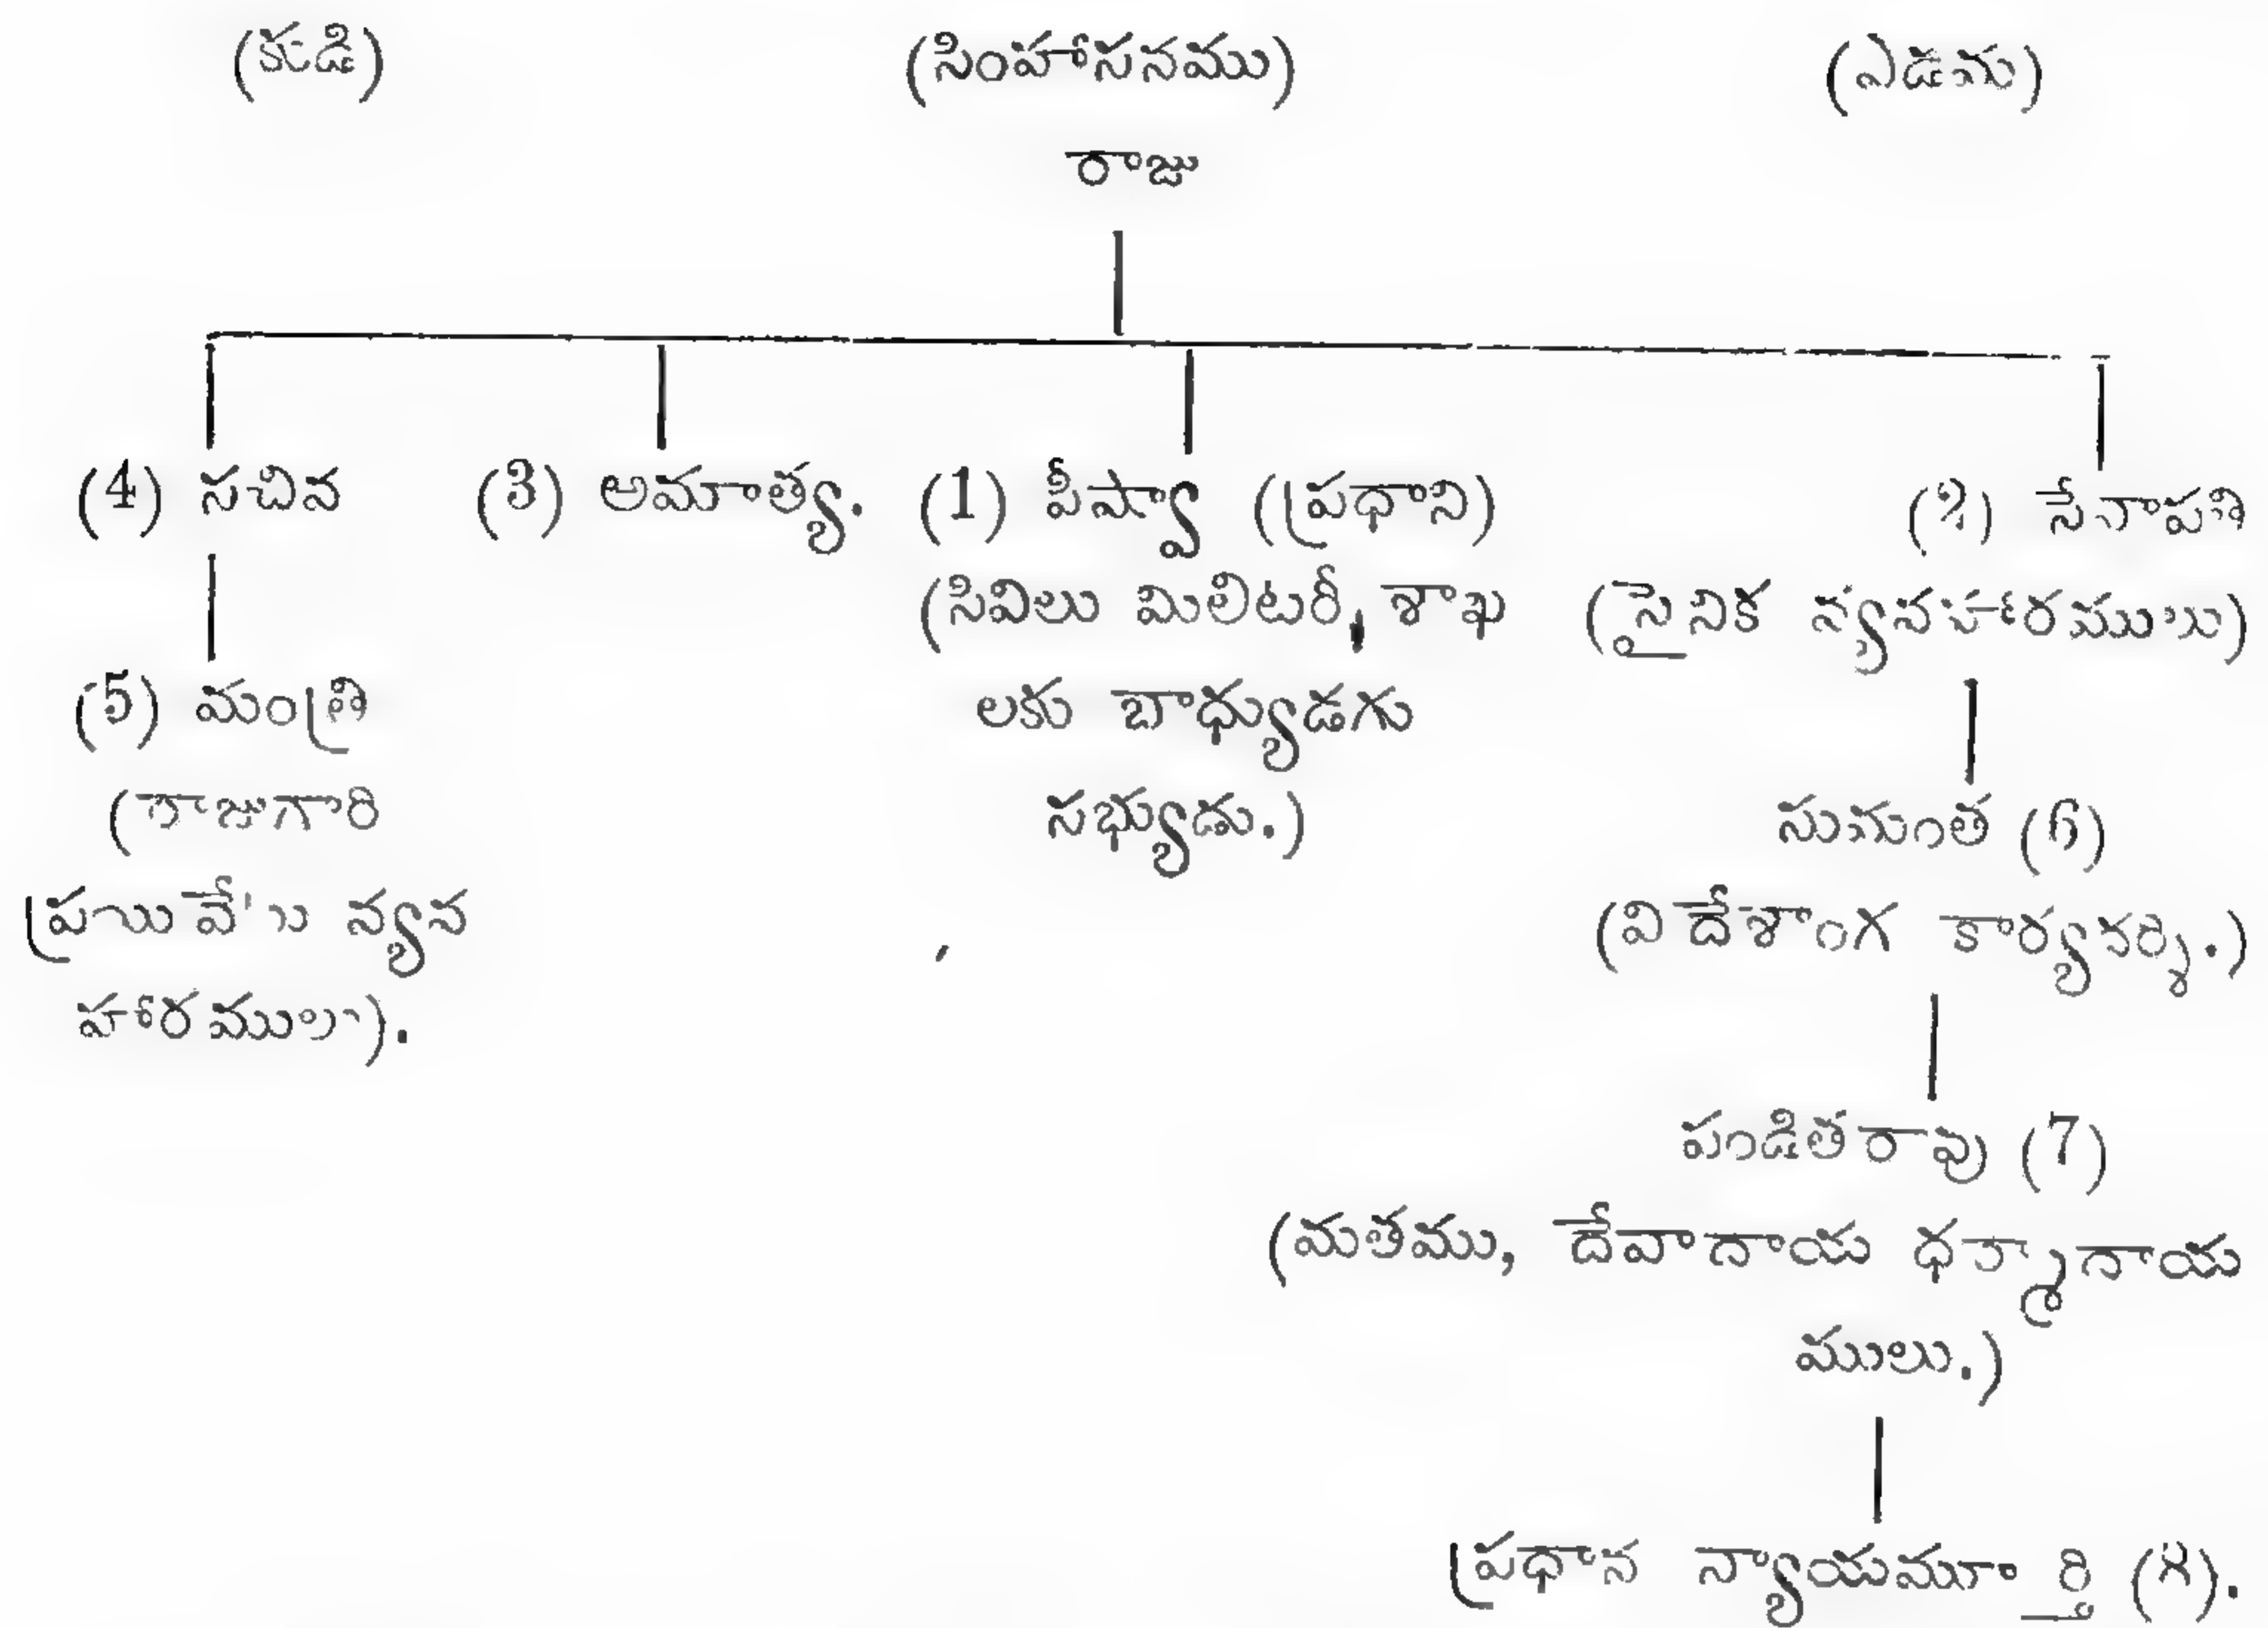 (కుడి) (సింహాసనము) (ఎడమ)
రాజు
(4) సచివ (3) అమాత్య. (1) పీష్వా (ప్రధాని) (2) సేనాపతి
(సివిలు మిలిటరీ, శాఖ (సైనిక వ్యవహారములు)
(5) మంత్రి లకు బాధ్యుడగు
(రాజుగారి సభ్యుడు.) సుమంత (6)
ప్రయివేటు వ్యవ (విదేశాంగ కార్యదర్శి.)
హారములు).
పండితరావు (7)
(మతము, దేవాదాయ ధర్మాదాయ
ములు.)
ప్రధాన న్యాయమూర్తి (8).